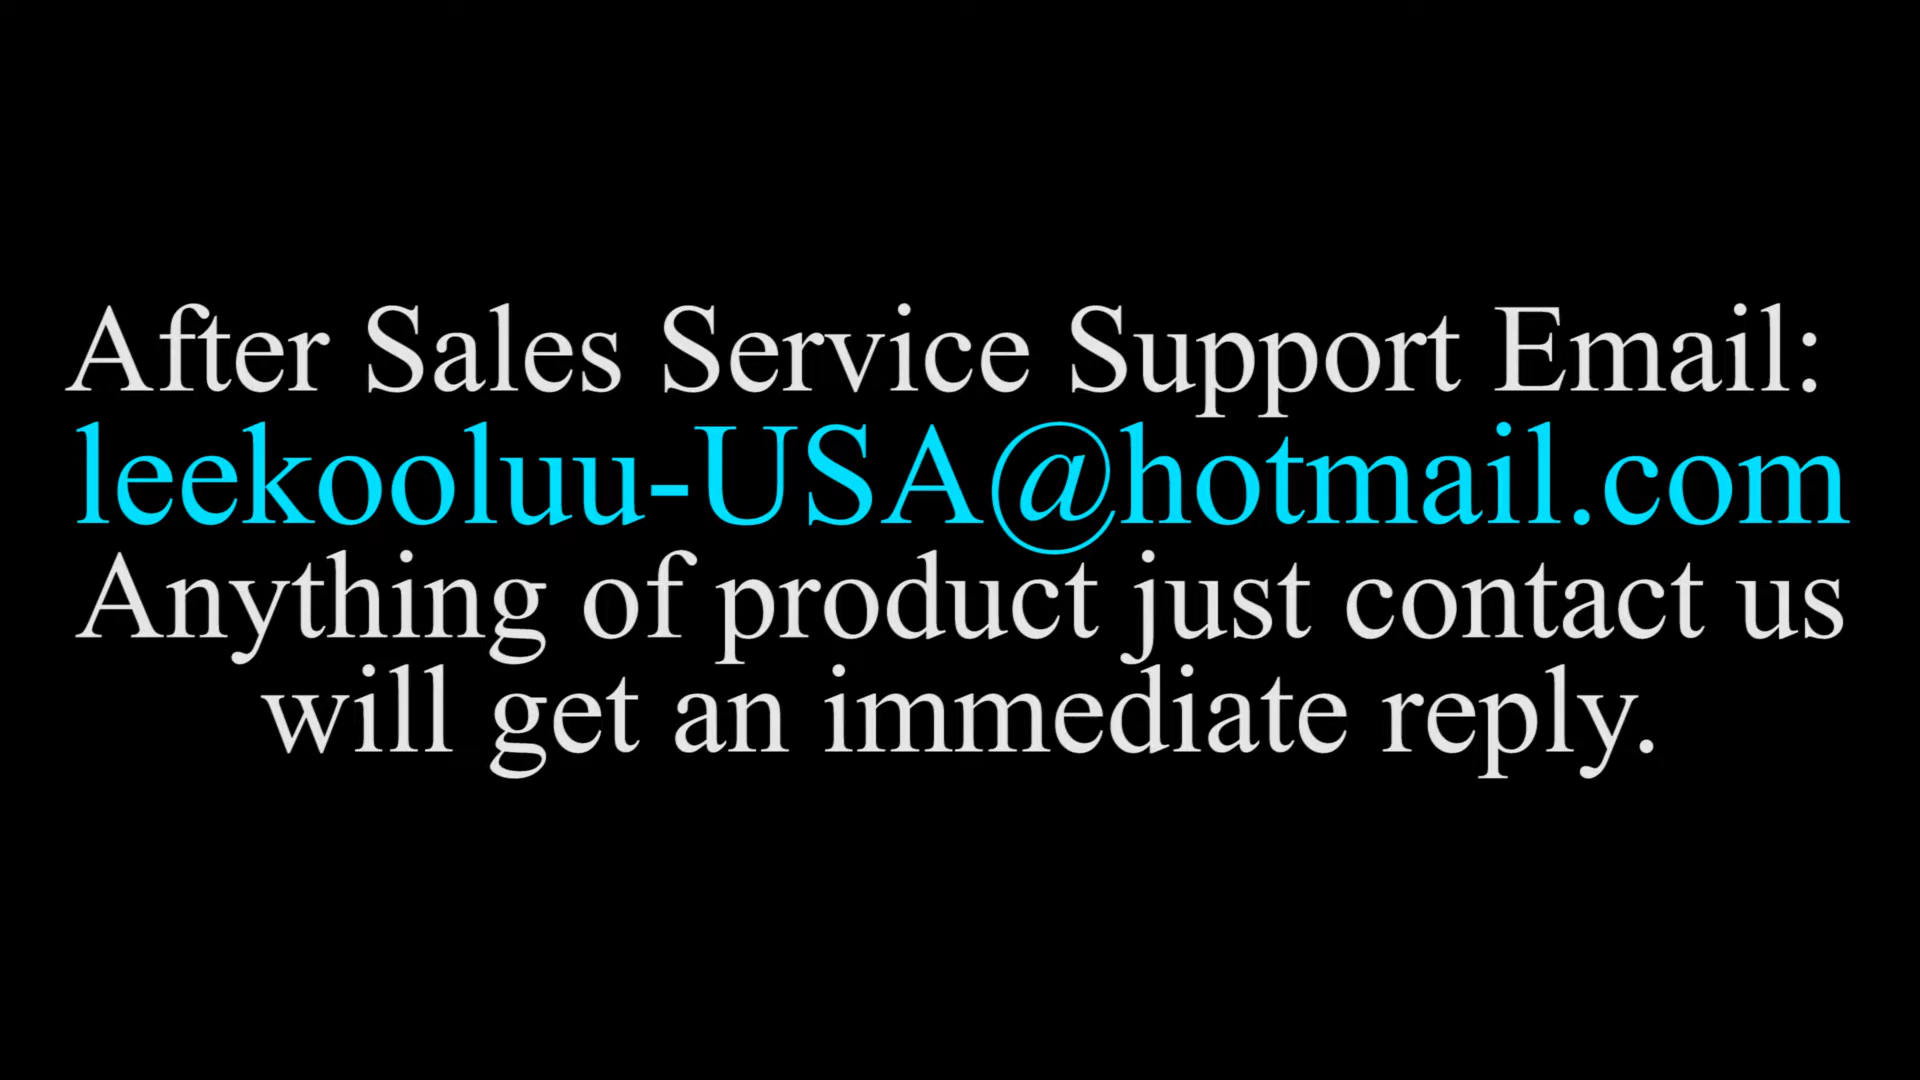 After Sales Service Support Email:
leekooluu-USA@hotmail.com
Anything of product just contact us
will get an immediate reply.